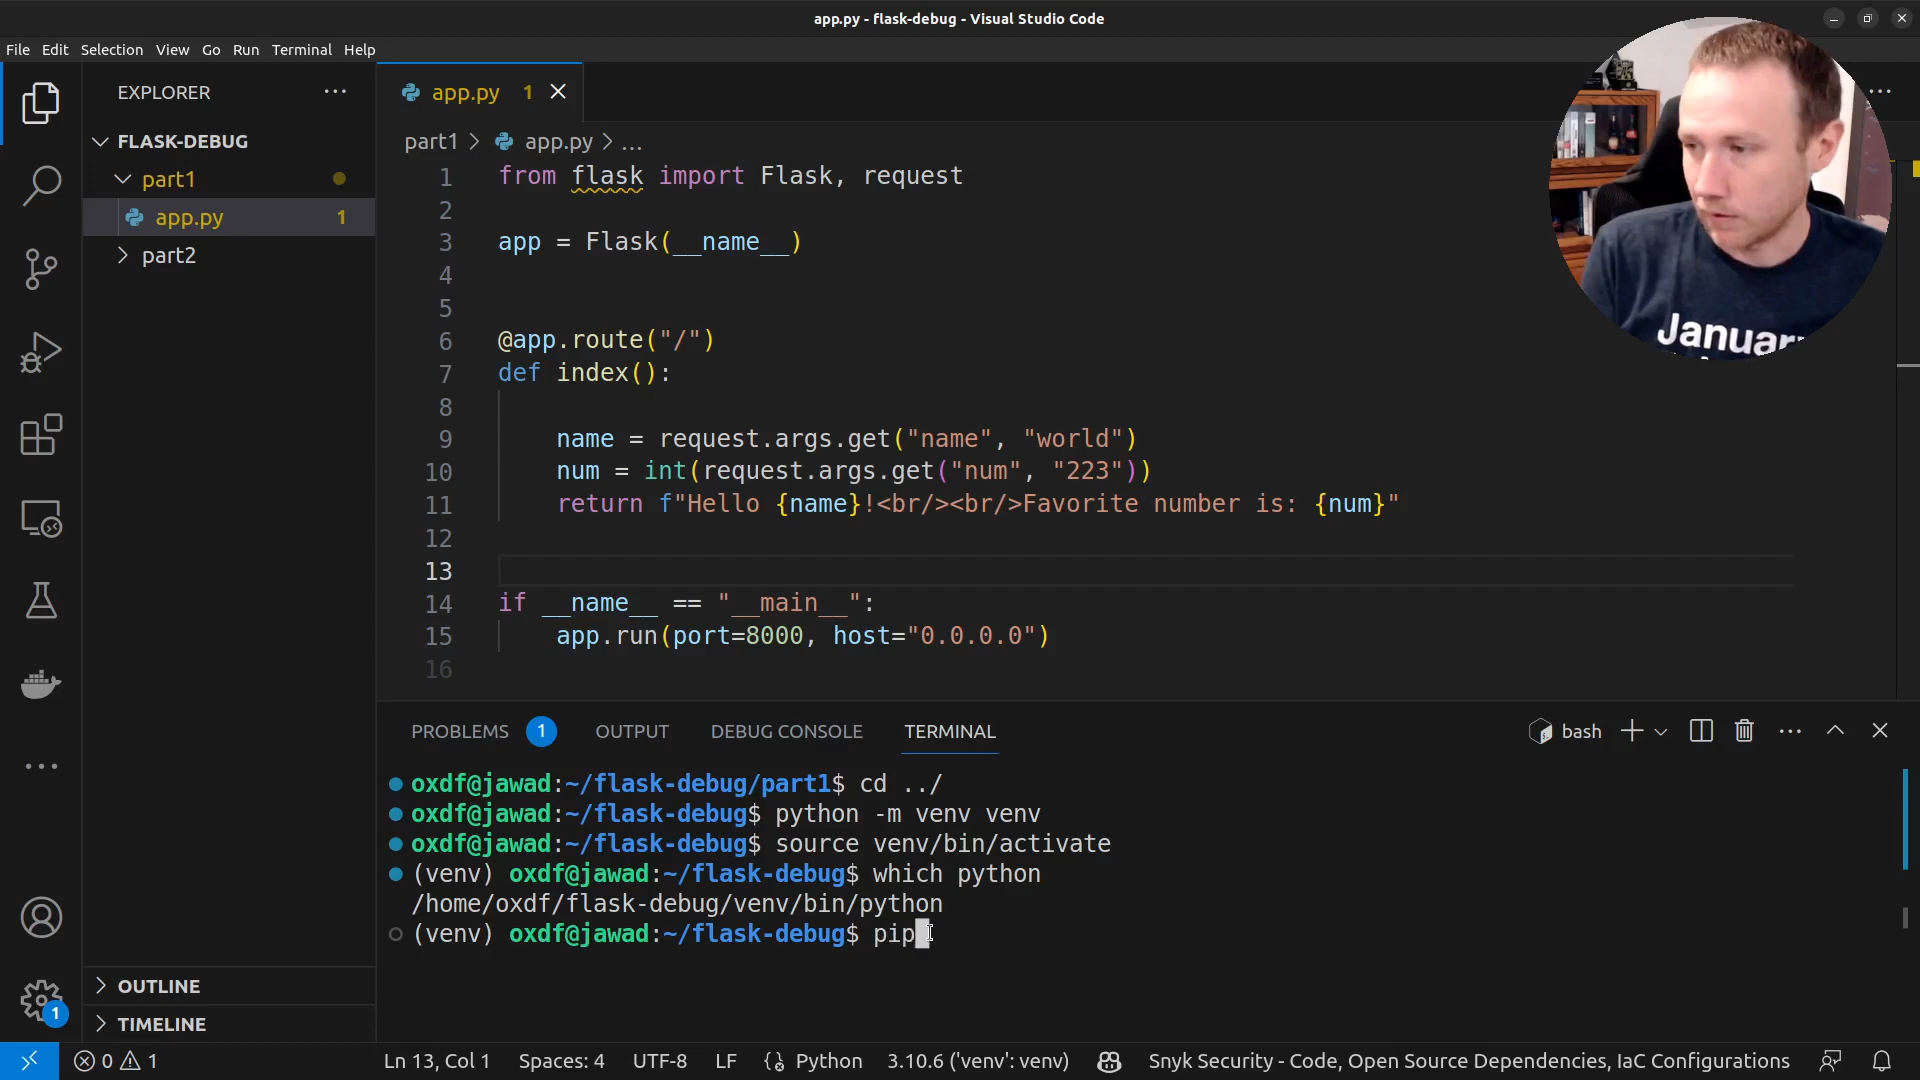 app.py - flask-debug - Visual Studio Code
File Edit Selection View Go Run Terminal Help
EXPLORER
app.py 1
FLASK-DEBUG
part1
app.py 1
part2
part1 > app.py > ...
1 from flask import Flask, request
2
3 app = Flask(__name__)
4
5
6 @app.route("/")
7 def index():
8
9 name = request.args.get("name", "world")
10 num = int(request.args.get("num", "223"))
11 return f"Hello {name}!<br/><br/>Favorite number is: {num}"
12
13
14 if __name__ == "__main__":
15 app.run(port=8000, host="0.0.0.0")
16
January
PROBLEMS 1 OUTPUT DEBUG CONSOLE TERMINAL
bash
oxdf@jawad:~/flask-debug/part1$ cd ../
oxdf@jawad:~/flask-debug$ python -m venv venv
oxdf@jawad:~/flask-debug$ source venv/bin/activate
(venv) oxdf@jawad:~/flask-debug$ which python
/home/oxdf/flask-debug/venv/bin/python
(venv) oxdf@jawad:~/flask-debug$ pip
OUTLINE
TIMELINE
1
0 1 Ln 13, Col 1 Spaces: 4 UTF-8 LF Python 3.10.6 ('venv': venv) Snyk Security - Code, Open Source Dependencies, IaC Configurations